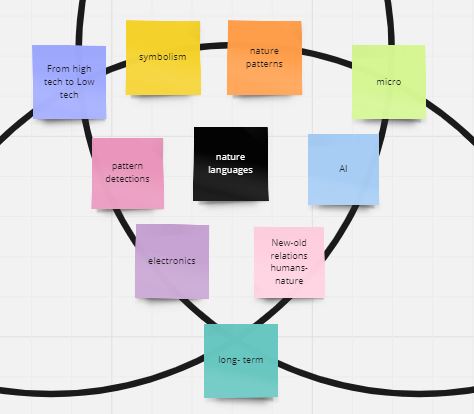 From high
tech to Low
tech
symbolism
nature
patterns
micro
pattern
detections
nature
languages
AI
electronics
New-old
relations
humans-
nature
long- term